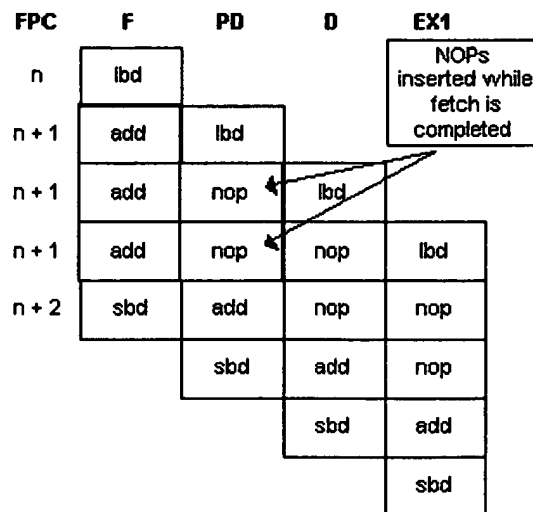 FPC F PD D EX1
n lbd
NOPs
inserted while
fetch is
completed
n + 1 add lbd
n + 1 add nop lbd
n + 1 add nop nop lbd
n + 2 sbd add nop nop
sbd add nop
sbd add
sbd